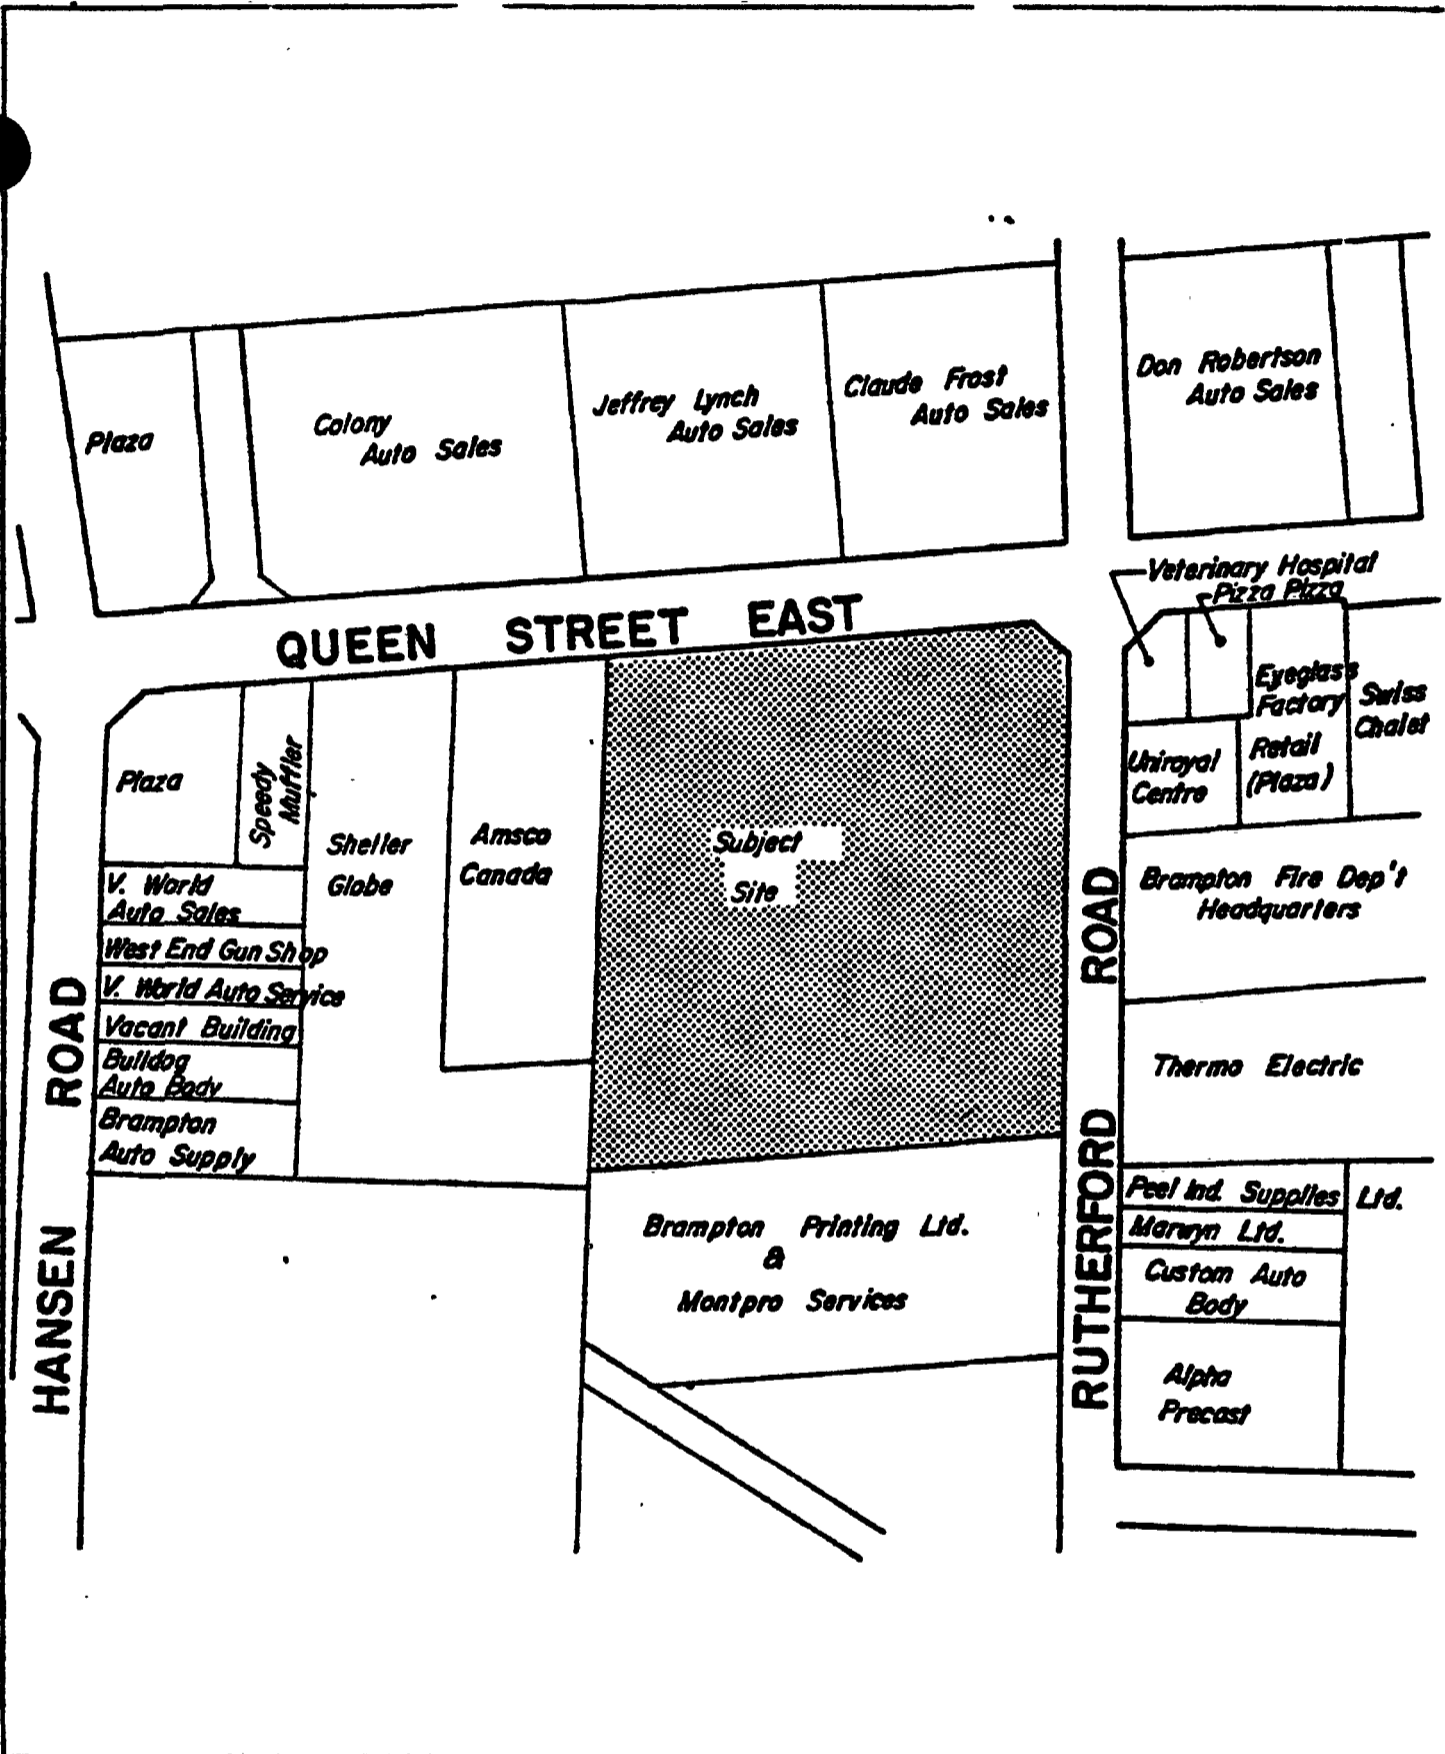 Plaza
Colony
Auto Sales
Jeffrey Lynch
Auto Sales
Claude Frost
Auto Sales
Don Robertson
Auto Sales
Veterinary Hospital
Pizza Pizza
QUEEN STREET EAST
Eyeglass
Factory
Retail
(Plaza)
Swiss
Chalet
Uniroyal
Centre
Plaza
Speedy
Muffler
Sheller
Globe
Amsco
Canada
Subject
Site
Brampton Fire Dep't
Headquarters
V. World
Auto Sales
West End Gun Shop
V. World Auto Service
Vacant Building
Bulldog
Auto Body
Brampton
Auto Supply
HANSEN ROAD
RUTHERFORD ROAD
Thermo Electric
Peel Ind. Supplies Ltd.
Marwyn Ltd.
Custom Auto
Body
Alpha
Precast
Brampton Printing Ltd.
&
Montpro Services